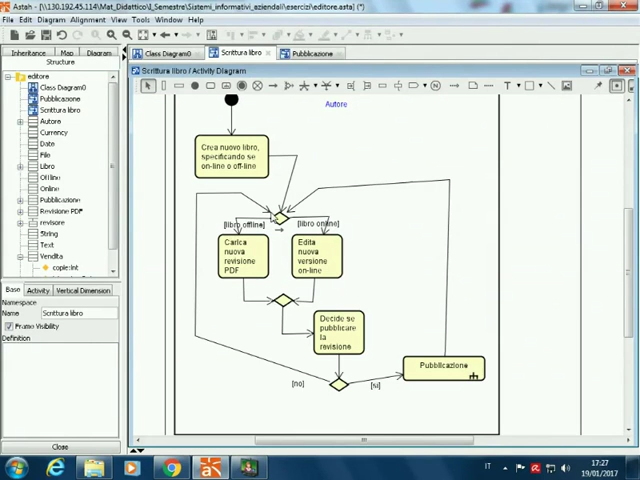 Astah - [\\130.192.45.114\Mat_Didattico\I_Semestre\Sistemi_informativi_aziendali\esercizi\editore.asta] (*)
File Edit Diagram Alignment View Tools Window Help
Inheritance Map Diagram
Structure
editore
Class Diagram0
Pubblicazione
Scrittura libro
Autore
Currency
Date
File
Libro
Offline
Online
Pubblicazione
Revisione PDF
revisore
String
Text
Vendita
copie:int
Base Activity Vertical Dimension
Namespace
Name Scrittura libro
Frame Visibility
Definition
Close
Class Diagram0 Scrittura libro Pubblicazione
Scrittura libro / Activity Diagram
Autore
Crea nuovo libro,
specificando se
on-line o off-line
[libro offline] [libro online]
Carica
nuova
revisione
PDF
Edita
nuova
versione
on-line
Decide se
pubblicare
la
revisione
Pubblicazione
[no] [si]
IT
17:27
19/01/2017